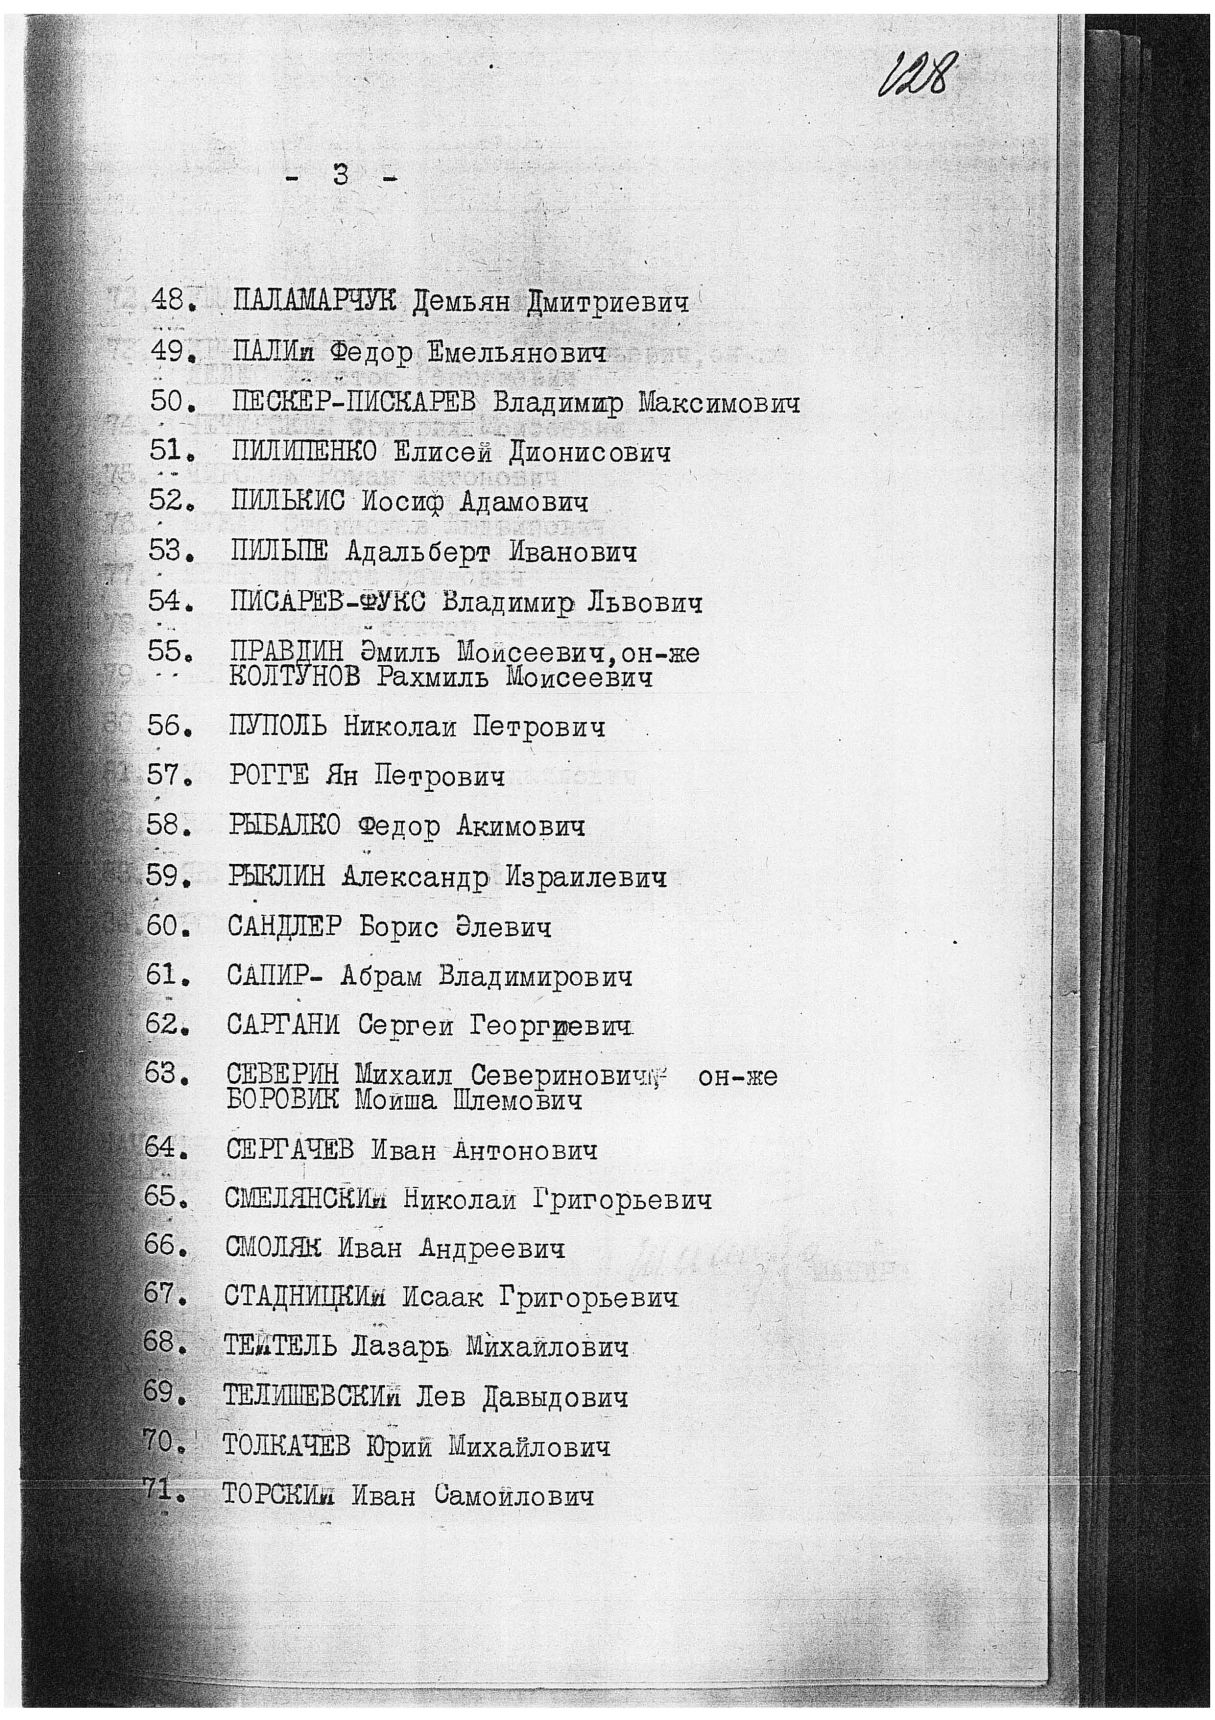 128
- 3 -
48. ПАЛАМАРЧУК Демьян Дмитриевич
49. ПАЛИй Федор Емельянович
50. ПЕСКЕР-ПИСКАРЕВ Владимир Максимович
51. ПИЛИПЕНКО Елисей Дионисович
52. ПИЛЬКИС Иосиф Адамович
53. ПИЛЬПЕ Адальберт Иванович
54. ПИСАРЕВ-ФУКС Владимир Львович
55. ПРАВДИН Эмиль Мойсеевич,он-же
КОЛТУНОВ Рахмиль Моисеевич
56. ПУПОЛЬ Николай Петрович
57. РОГГЕ Ян Петрович
58. РЫБАЛКО Федор Акимович
59. РЫКЛИН Александр Израилевич
60. САНДЛЕР Борис Элевич
61. САПИР- Абрам Владимирович
62. САРГАНИ Сергей Георгиевич
63. СЕВЕРИН Михаил Северинович он-же
БОРОВИК Мойша Шлемович
64. СЕРГАЧЕВ Иван Антонович
65. СМЕЛЯНСКИй Николай Григорьевич
66. СМОЛЯК Иван Андреевич
67. СТАДНИЦКИй Исаак Григорьевич
68. ТЕйТЕЛЬ Лазарь Михайлович
69. ТЕЛИШЕВСКИй Лев Давыдович
70. ТОЛКАЧЕВ Юрий Михайлович
71. ТОРСКИй Иван Самойлович